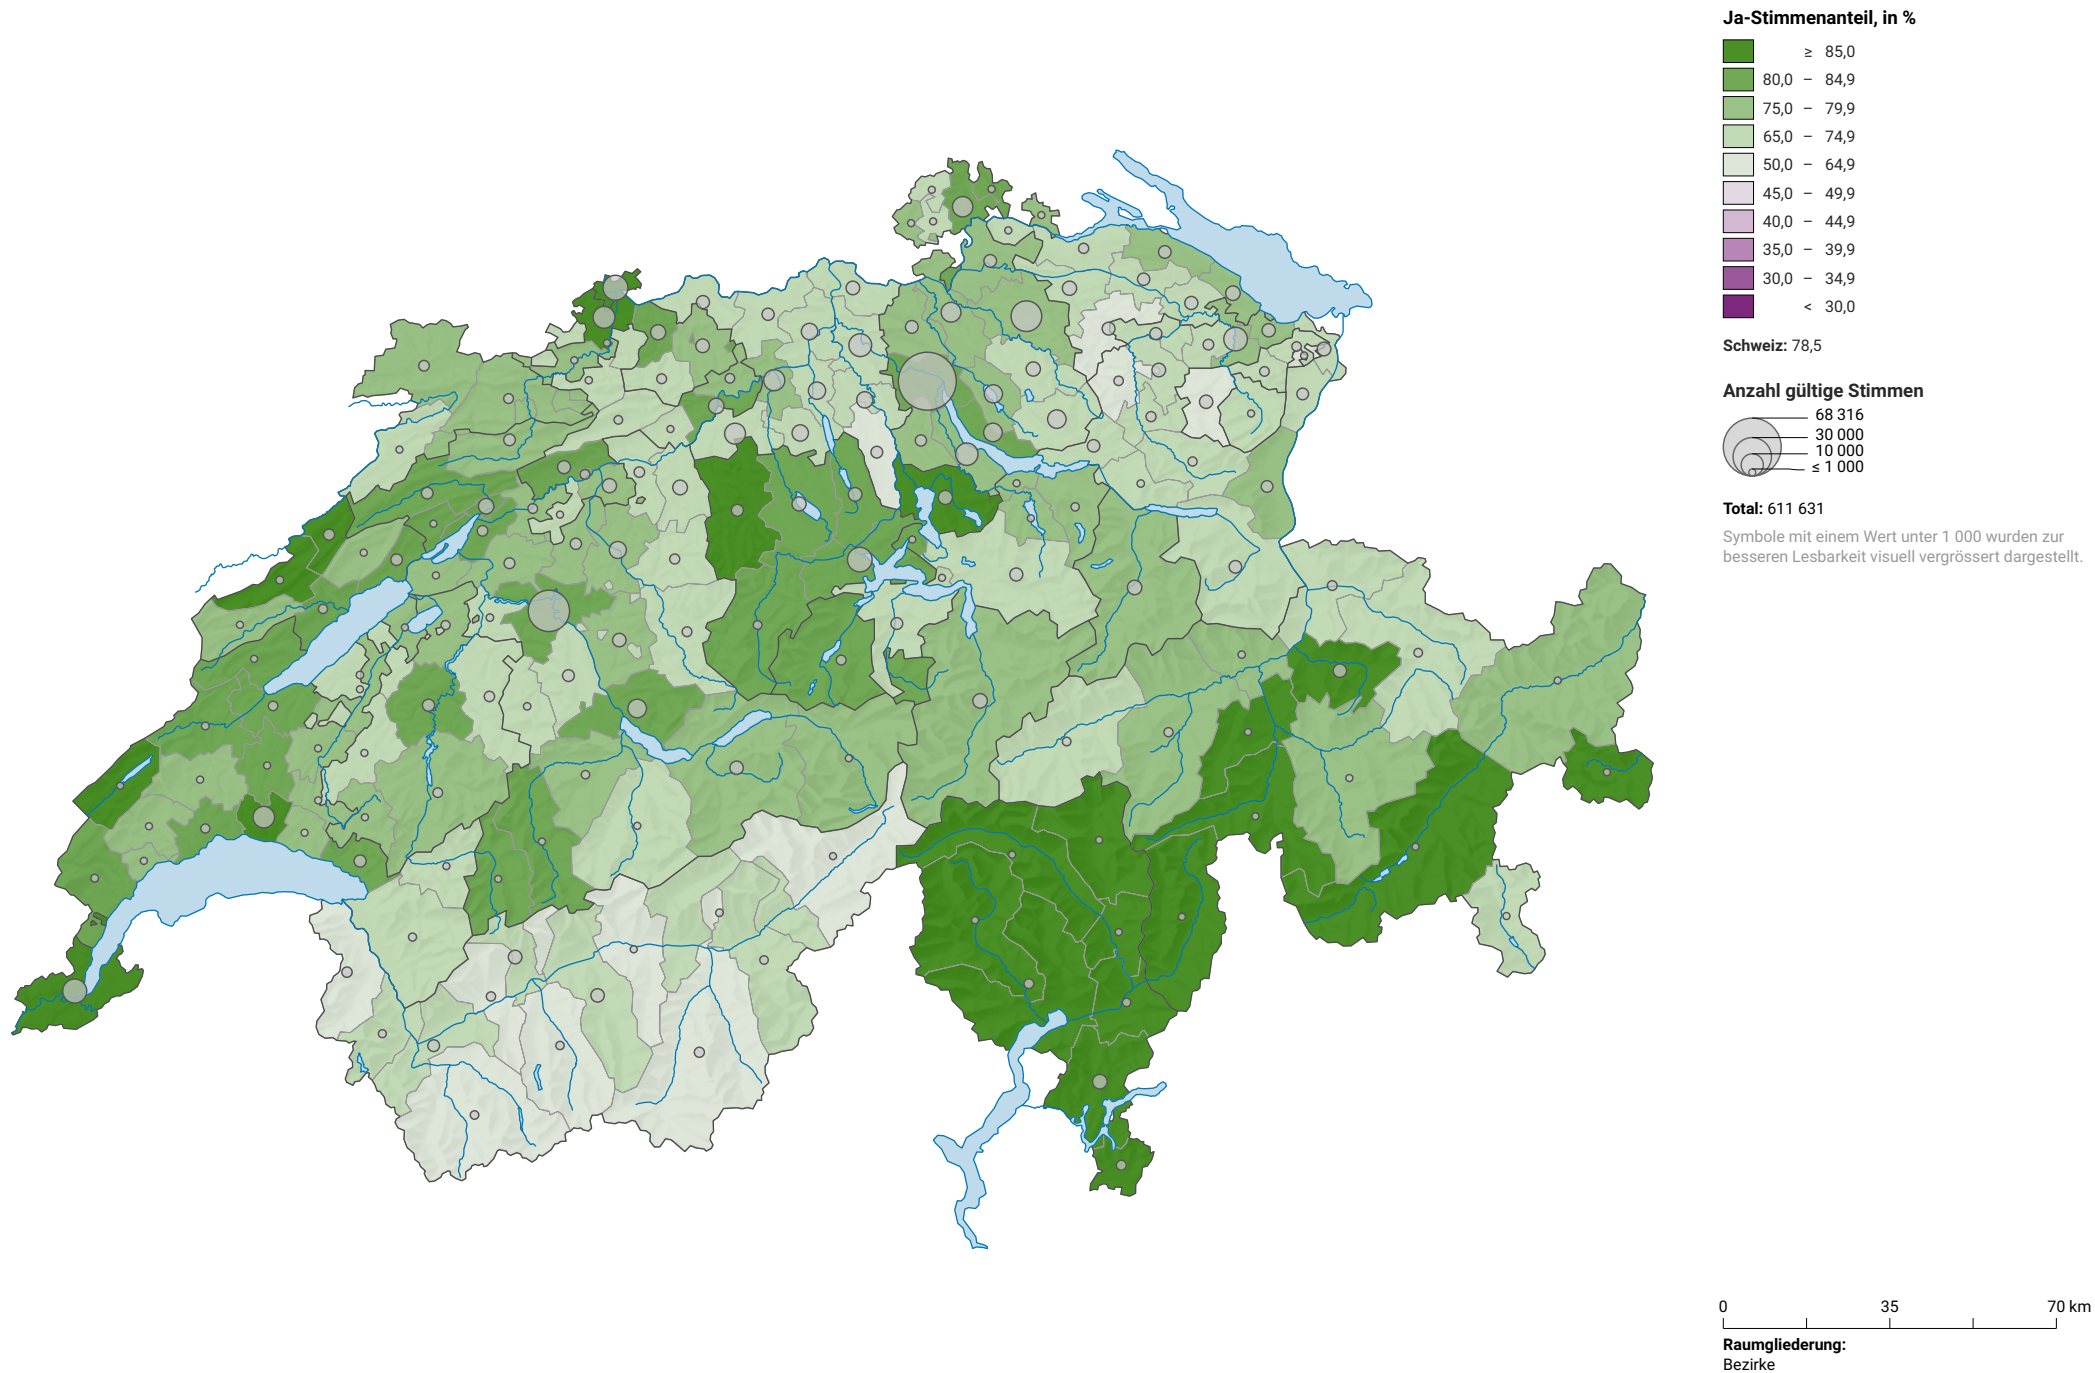 Ja-Stimmenanteil, in %
≥ 85,0
80,0 – 84,9
75,0 – 79,9
65,0 – 74,9
50,0 – 64,9
45,0 – 49,9
40,0 – 44,9
35,0 – 39,9
30,0 – 34,9
< 30,0
Schweiz: 78,5
Anzahl gültige Stimmen
68 316
30 000
10 000
≤ 1 000
Total: 611 631
Symbole mit einem Wert unter 1 000 wurden zur
besseren Lesbarkeit visuell vergrössert dargestellt.
0 35 70 km
Raumgliederung:
Bezirke